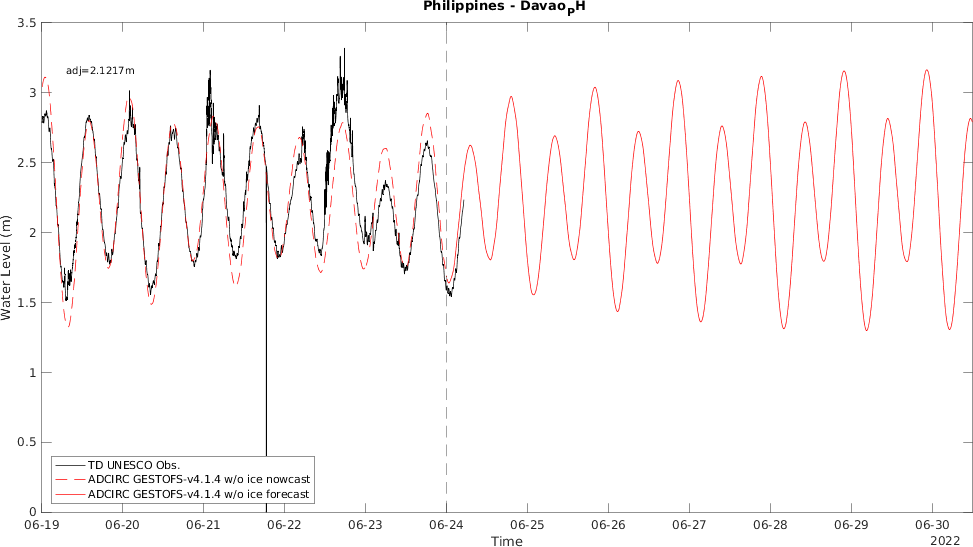 Philippines - Davao_pH
adj=2.1217m
3.5
3
2.5
2
1.5
1
0.5
0
Water Level (m)
TD UNESCO Obs.
ADCIRC GESTOFS-v4.1.4 w/o ice nowcast
ADCIRC GESTOFS-v4.1.4 w/o ice forecast
06-19 06-20 06-21 06-22 06-23 06-24 06-25 06-26 06-27 06-28 06-29 06-30
Time
2022